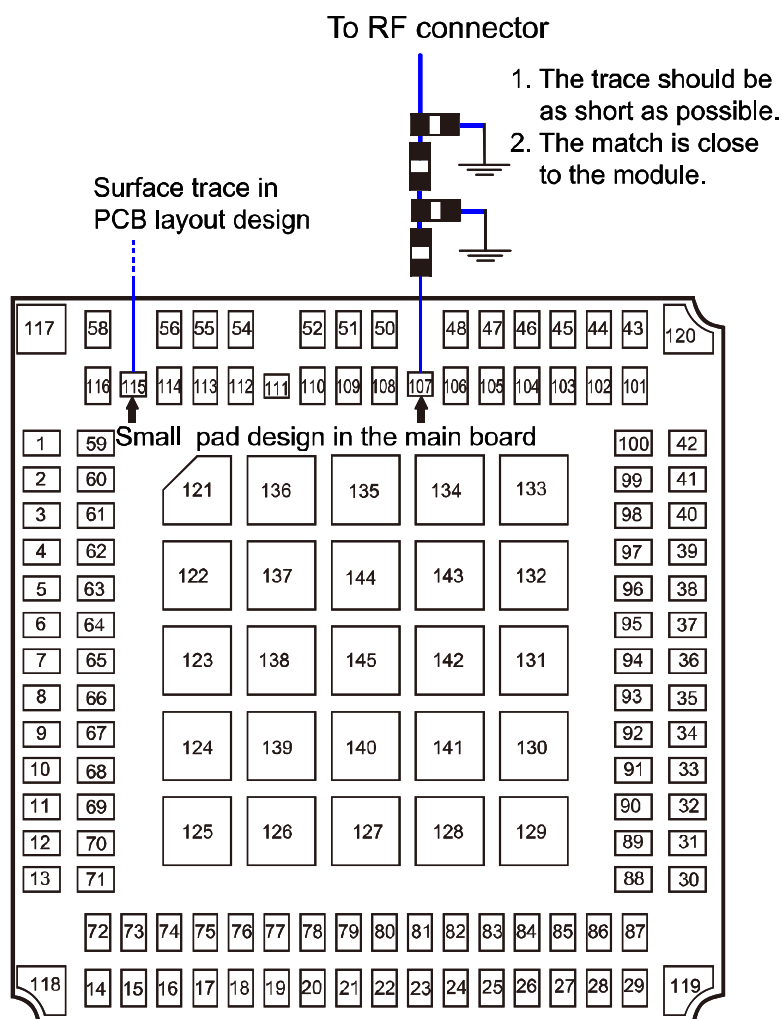 To RF connector
1. The trace should be
as short as possible.
2. The match is close
to the module.
Surface trace in
PCB layout design
117 58 56 55 54 52 51 50 48 47 46 45 44 43 120
116 115 114 113 112 111 110 109 108 107 106 105 104 103 102 101
Small pad design in the main board
1 59 100 42
2 60 99 41
3 61 98 40
4 62 97 39
5 63 96 38
6 64 95 37
7 65 94 36
8 66 93 35
9 67 92 34
10 68 91 33
11 69 90 32
12 70 89 31
13 71 88 30
121 136 135 134 133
122 137 144 143 132
123 138 145 142 131
124 139 140 141 130
125 126 127 128 129
72 73 74 75 76 77 78 79 80 81 82 83 84 85 86 87
118 14 15 16 17 18 19 20 21 22 23 24 25 26 27 28 29 119